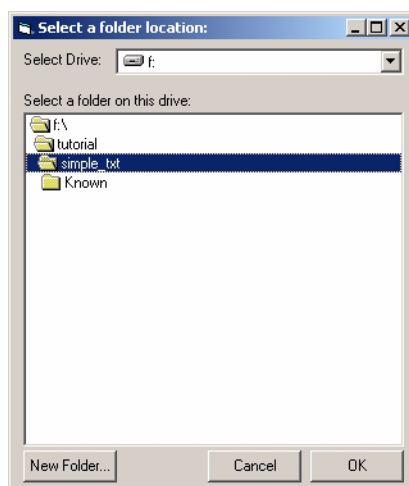 Select a folder location:
Select Drive: f:
Select a folder on this drive:
f:\
tutorial
simple_txt
Known
New Folder... Cancel OK